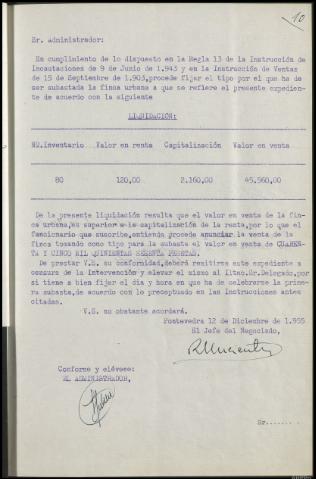 10
Sr. Administrador:
En cumplimiento de lo dispuesto en la Regla 13 de la Instrucción de
Incautaciones de 9 de Junio de 1.943 y en la Instrucción de Ventas
de 15 de Septiembre de 1.903, procede fijar el tipo por el que ha de
ser subastada la finca urbana a que se refiere el presente expedien-
te de acuerdo con la siguiente
LIQUIDACIÓN:
Nº.Inventario Valor en renta Capitalización Valor en venta
80 120,00 2.160,00 45.560,00
De la presente liquidación resulta que el valor en venta de la fin-
ca urbana, es superior a la capitalización de la renta, por lo que el
funcionario que suscribe, entiende procede anunciar la venta de la
finca tomando como tipo para la subasta el valor en venta de CUAREN-
TA Y CINCO MIL QUINIENTAS SESENTA PESETAS.
De prestar V.S. su conformidad, deberá remitirse este expediente a
censura de la Intervención y elevar el mismo al Iltmo. Sr. Delegado, por
si tiene a bien fijar el día y hora en que ha de celebrarse la prime-
ra subasta, de acuerdo con lo preceptuado en las Instrucciones antes
citadas.
V.S. no obstante acordará.
Pontevedra 12 de Diciembre de 1.955
El Jefe del Negociado,
Conforme y elévese:
EL ADMINISTRADOR,
Sr.......